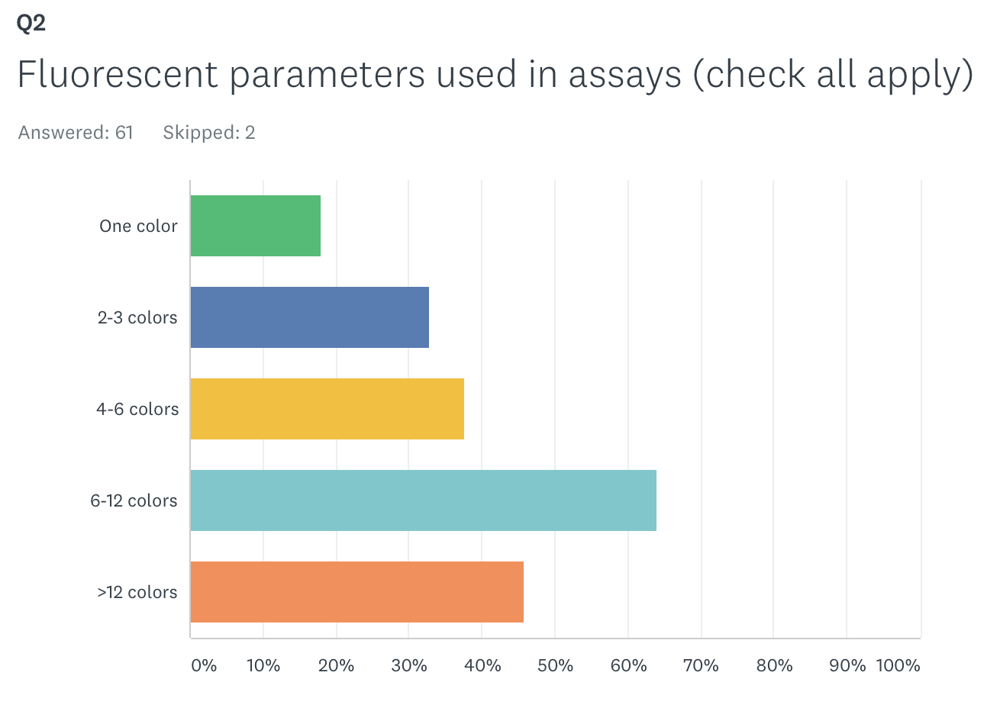 Q2
Fluorescent parameters used in assays (check all apply)
Answered: 61 Skipped: 2
One color
2-3 colors
4-6 colors
6-12 colors
>12 colors
0% 10% 20% 30% 40% 50% 60% 70% 80% 90% 100%